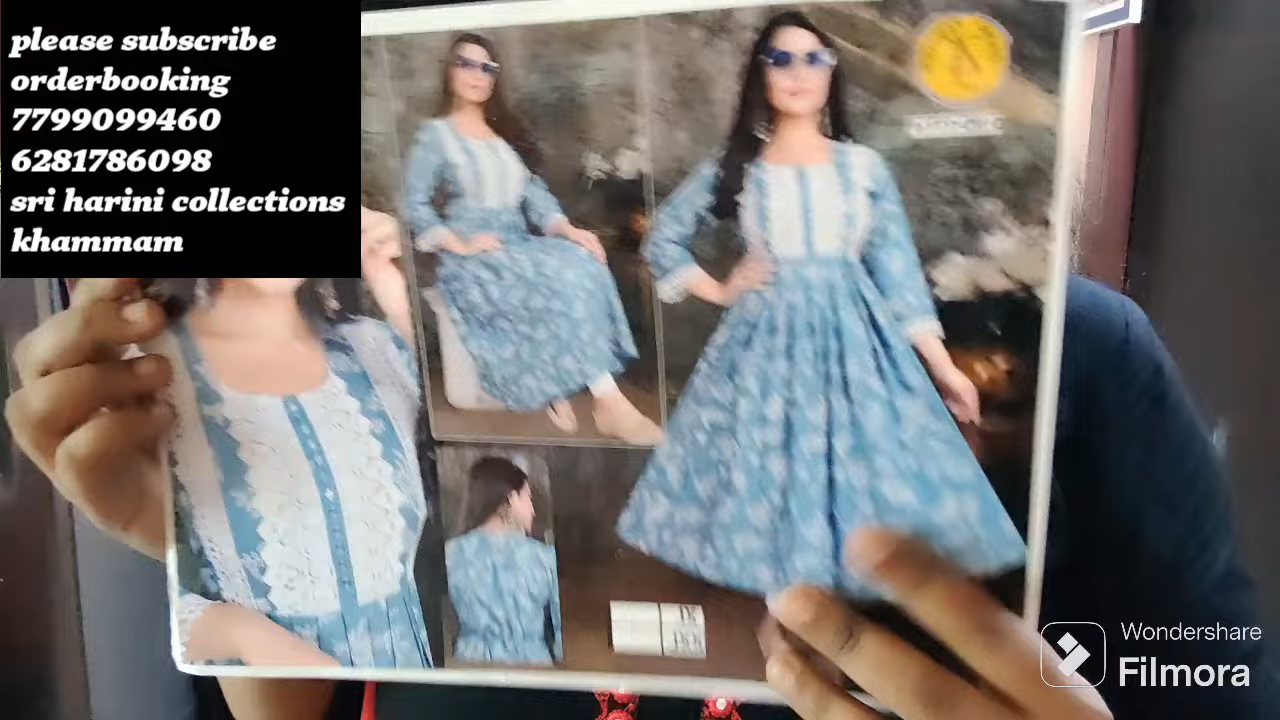 please subscribe
orderbooking
7799099460
6281786098
sri harini collections
khammam
Wondershare
Filmora